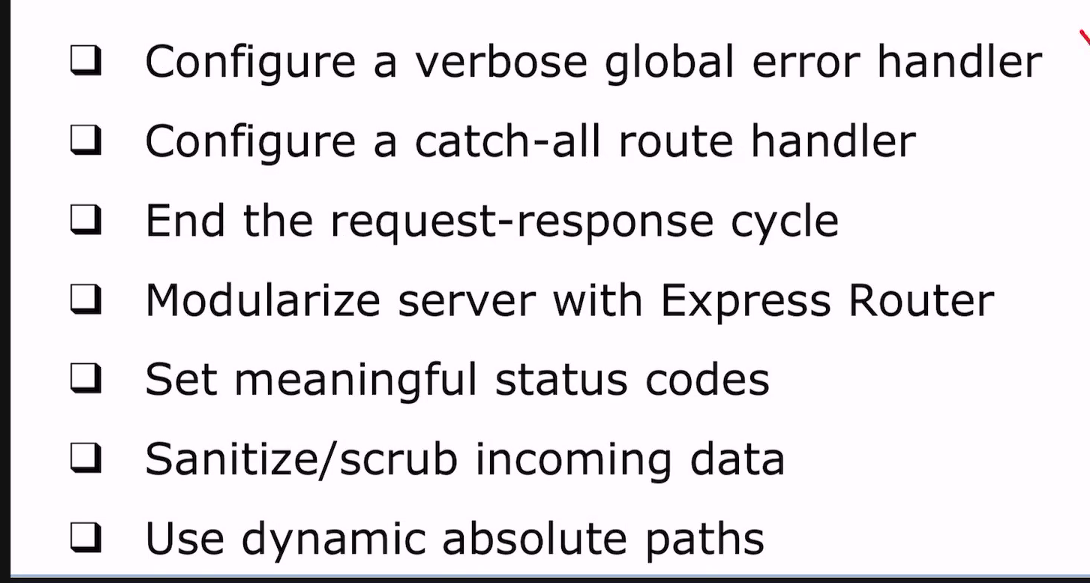 Configure a verbose global error handler
Configure a catch-all route handler
End the request-response cycle
Modularize server with Express Router
Set meaningful status codes
Sanitize/scrub incoming data
Use dynamic absolute paths